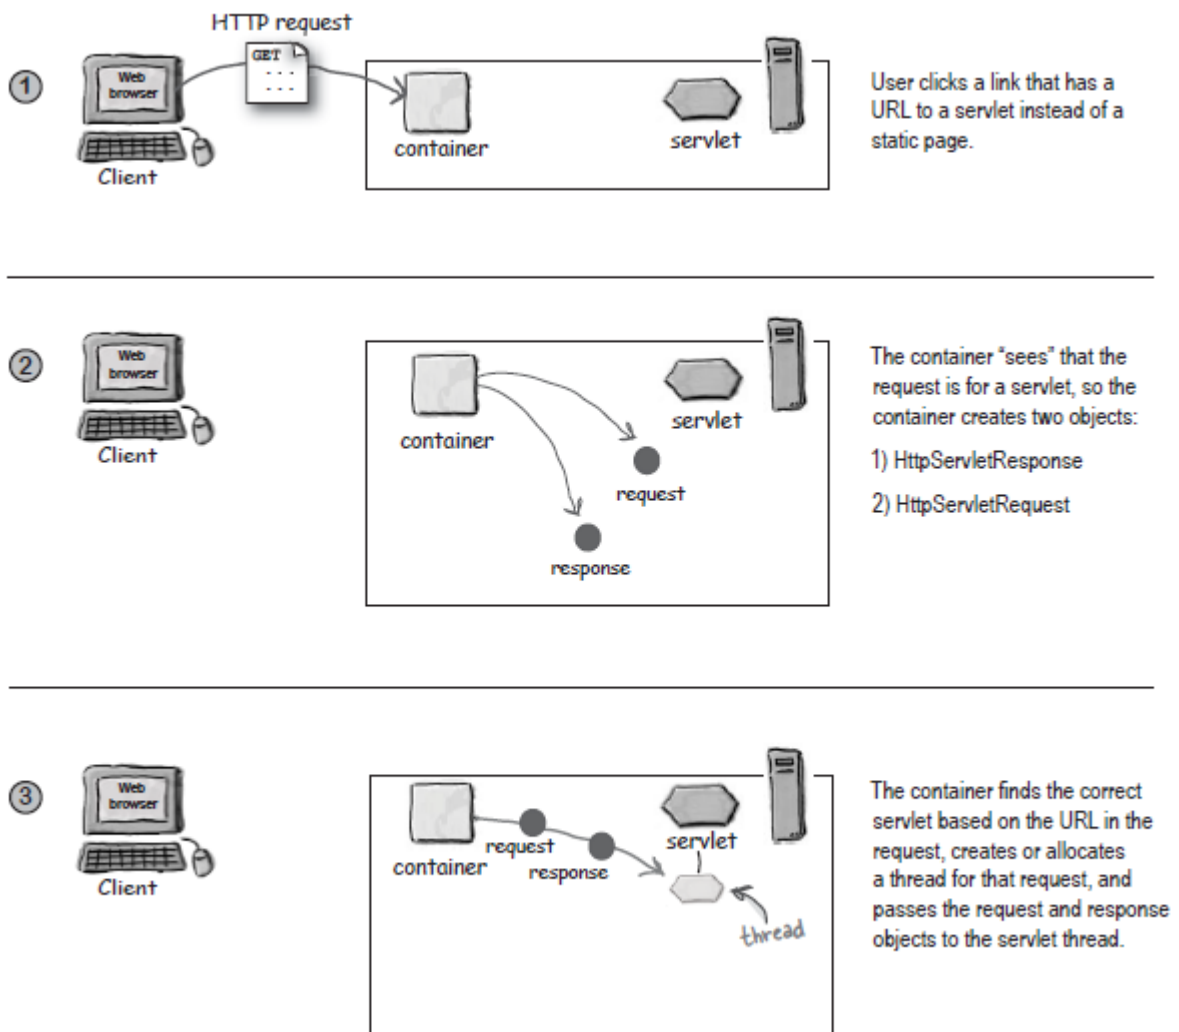 HTTP request
1
Web
browser
GET
. . .
. . .
container
servlet
Client
User clicks a link that has a
URL to a servlet instead of a
static page.
2
Web
browser
Client
container
servlet
request
response
The container “sees” that the
request is for a servlet, so the
container creates two objects:
1) HttpServletResponse
2) HttpServletRequest
3
Web
browser
Client
container
request
response
servlet
thread
The container finds the correct
servlet based on the URL in the
request, creates or allocates
a thread for that request, and
passes the request and response
objects to the servlet thread.